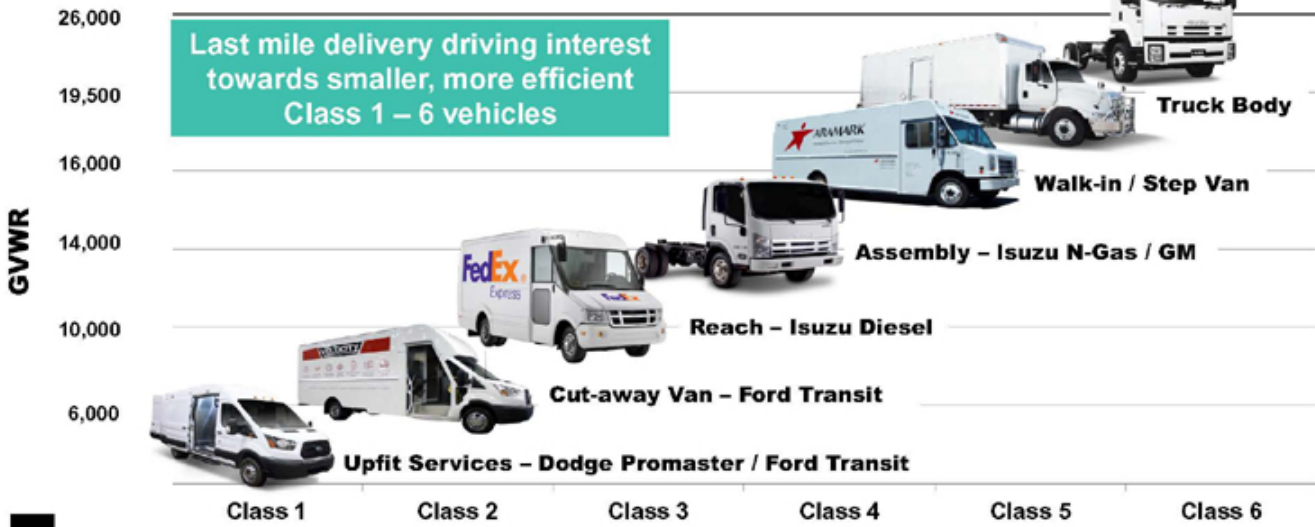 26,000
Last mile delivery driving interest
towards smaller, more efficient
Class 1 – 6 vehicles
19,500
Truck Body
ARAMARK
16,000
Walk-in / Step Van
GVWR
14,000
Assembly – Isuzu N-Gas / GM
FedEx
Express
FedEx
10,000
Reach – Isuzu Diesel
velocity
Cut-away Van – Ford Transit
6,000
Upfit Services – Dodge Promaster / Ford Transit
Class 1 Class 2 Class 3 Class 4 Class 5 Class 6